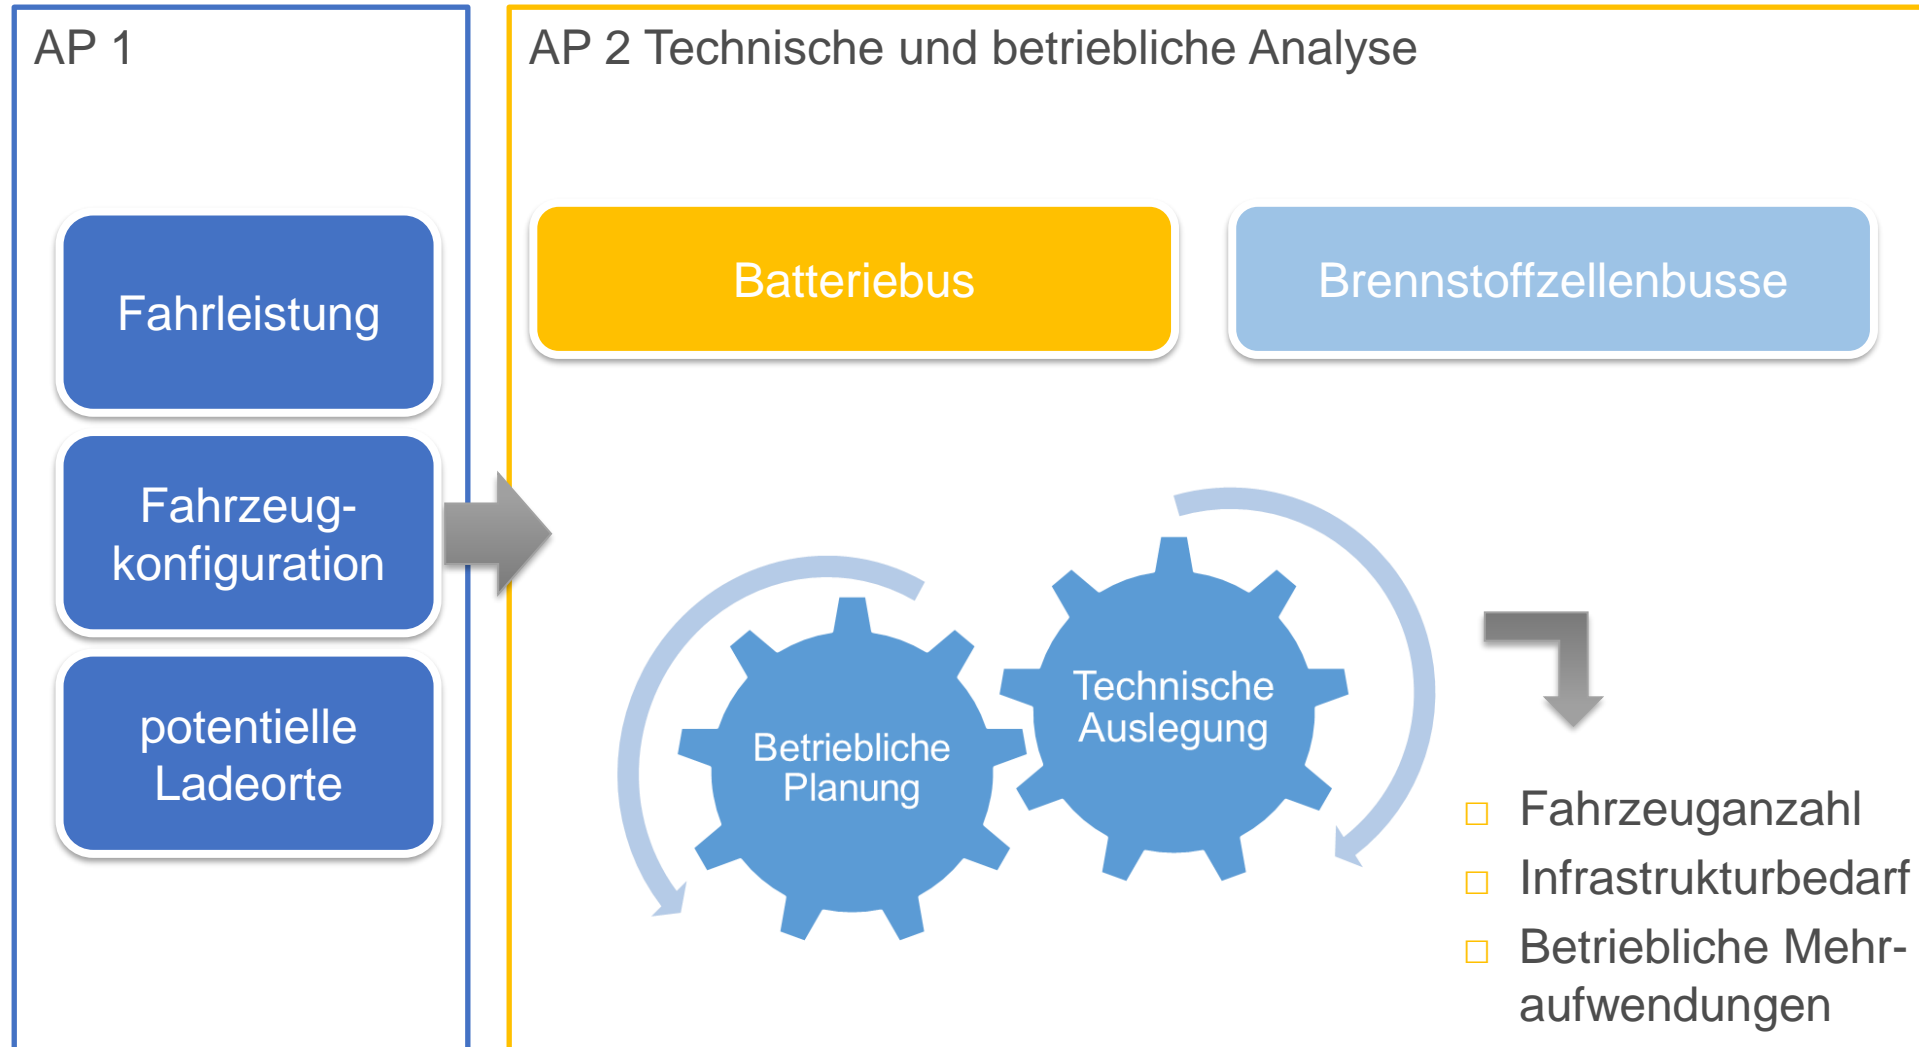 AP 1
Fahrleistung
Fahrzeug-
konfiguration
potentielle
Ladeorte
AP 2 Technische und betriebliche Analyse
Batteriebus
Brennstoffzellenbusse
Betriebliche
Planung
Technische
Auslegung
Fahrzeuganzahl
Infrastrukturbedarf
Betriebliche Mehr-
aufwendungen